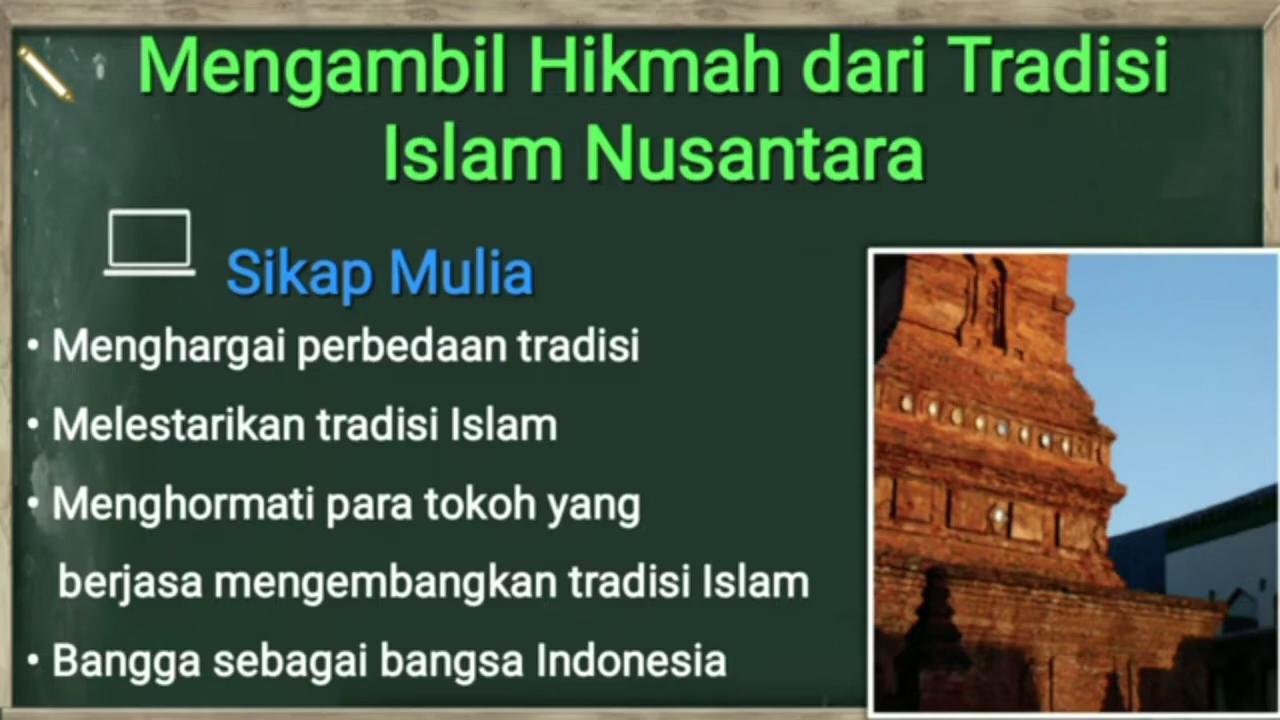 Mengambil Hikmah dari Tradisi
Islam Nusantara
Sikap Mulia
• Menghargai perbedaan tradisi
• Melestarikan tradisi Islam
• Menghormati para tokoh yang
berjasa mengembangkan tradisi Islam
• Bangga sebagai bangsa Indonesia